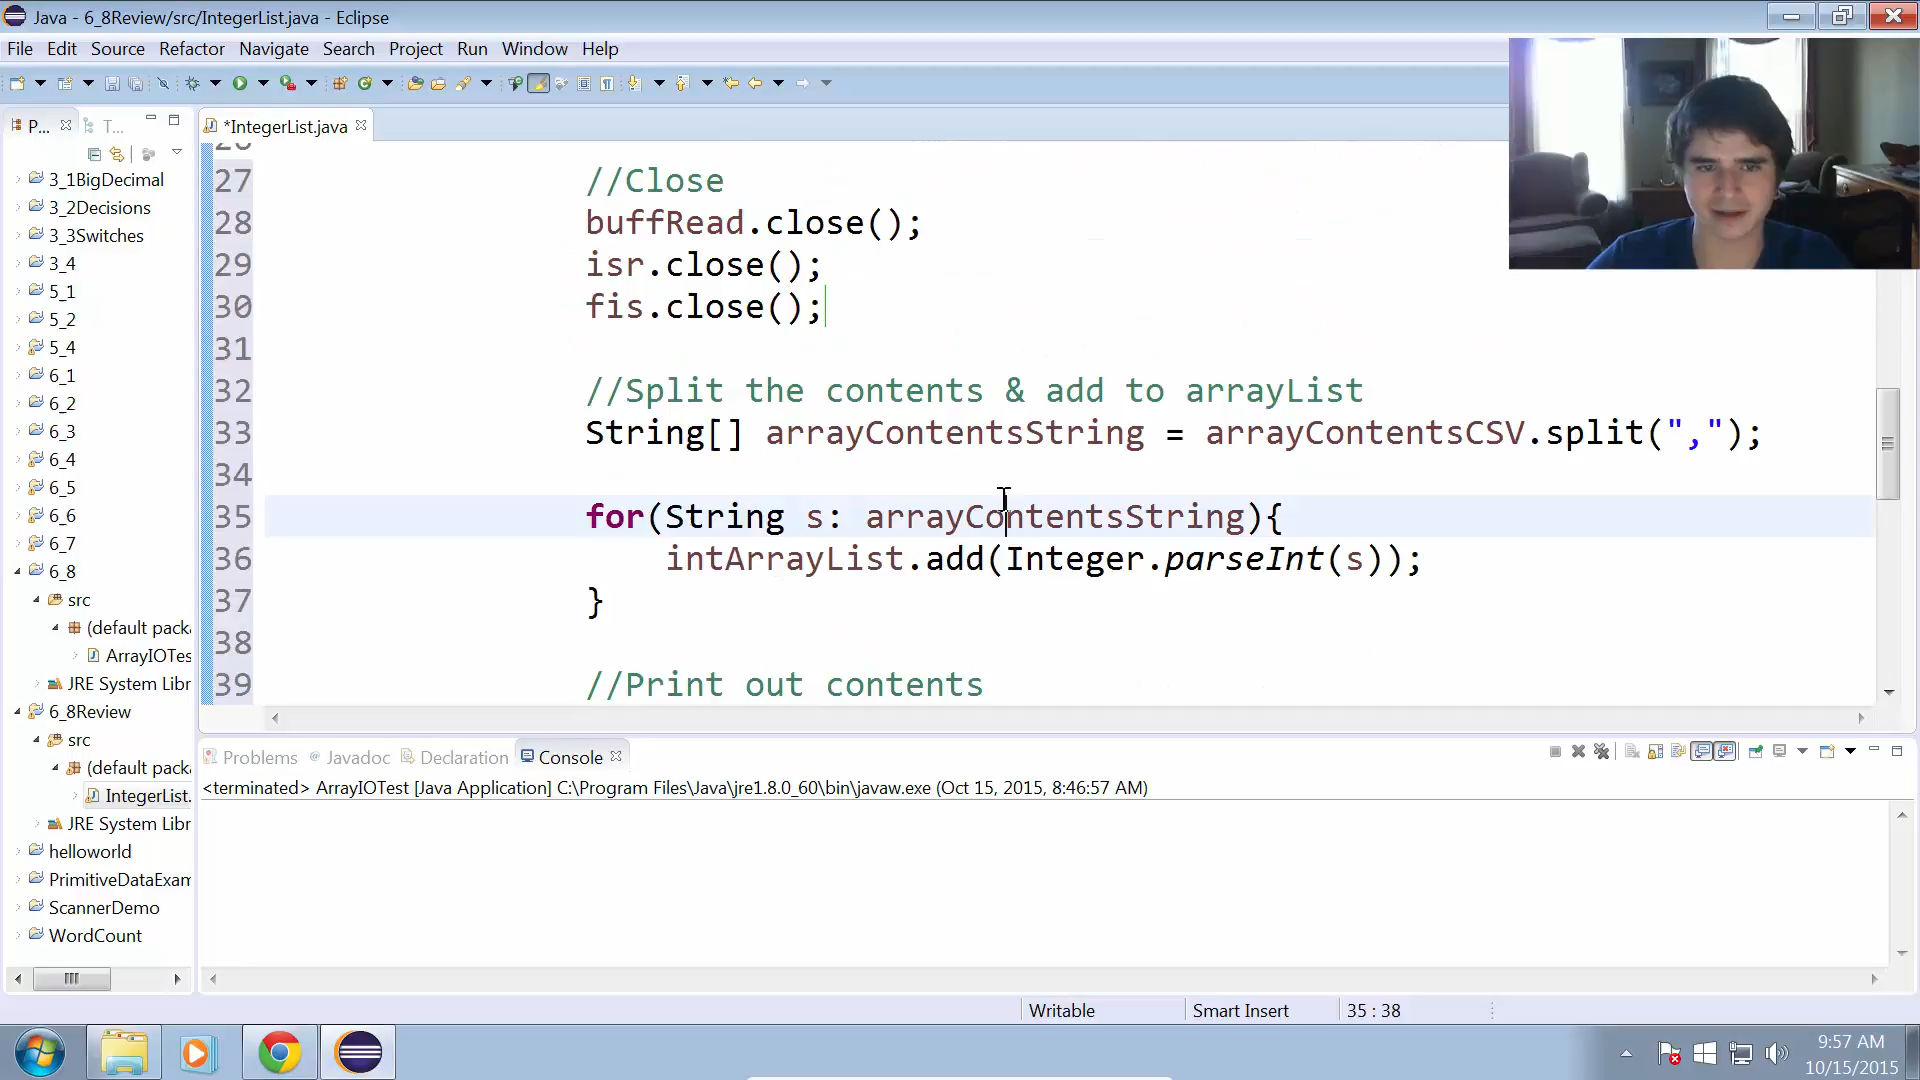 Java - 6_8Review/src/IntegerList.java - Eclipse
File Edit Source Refactor Navigate Search Project Run Window Help
P... T...
*IntegerList.java
3_1BigDecimal
3_2Decisions
3_3Switches
3_4
5_1
5_2
5_4
6_1
6_2
6_3
6_4
6_5
6_6
6_7
6_8
src
(default packa
ArrayIOTes
JRE System Libr
6_8Review
src
(default packa
IntegerList.
JRE System Libr
helloworld
PrimitiveDataExam
ScannerDemo
WordCount
27 //Close
28 buffRead.close();
29 isr.close();
30 fis.close();
31
32 //Split the contents & add to arrayList
33 String[] arrayContentsString = arrayContentsCSV.split(",");
34
35 for(String s: arrayContentsString){
36 intArrayList.add(Integer.parseInt(s));
37 }
38
39 //Print out contents
Problems @ Javadoc Declaration Console
<terminated> ArrayIOTest [Java Application] C:\Program Files\Java\jre1.8.0_60\bin\javaw.exe (Oct 15, 2015, 8:46:57 AM)
Writable Smart Insert 35 : 38
9:57 AM
10/15/2015